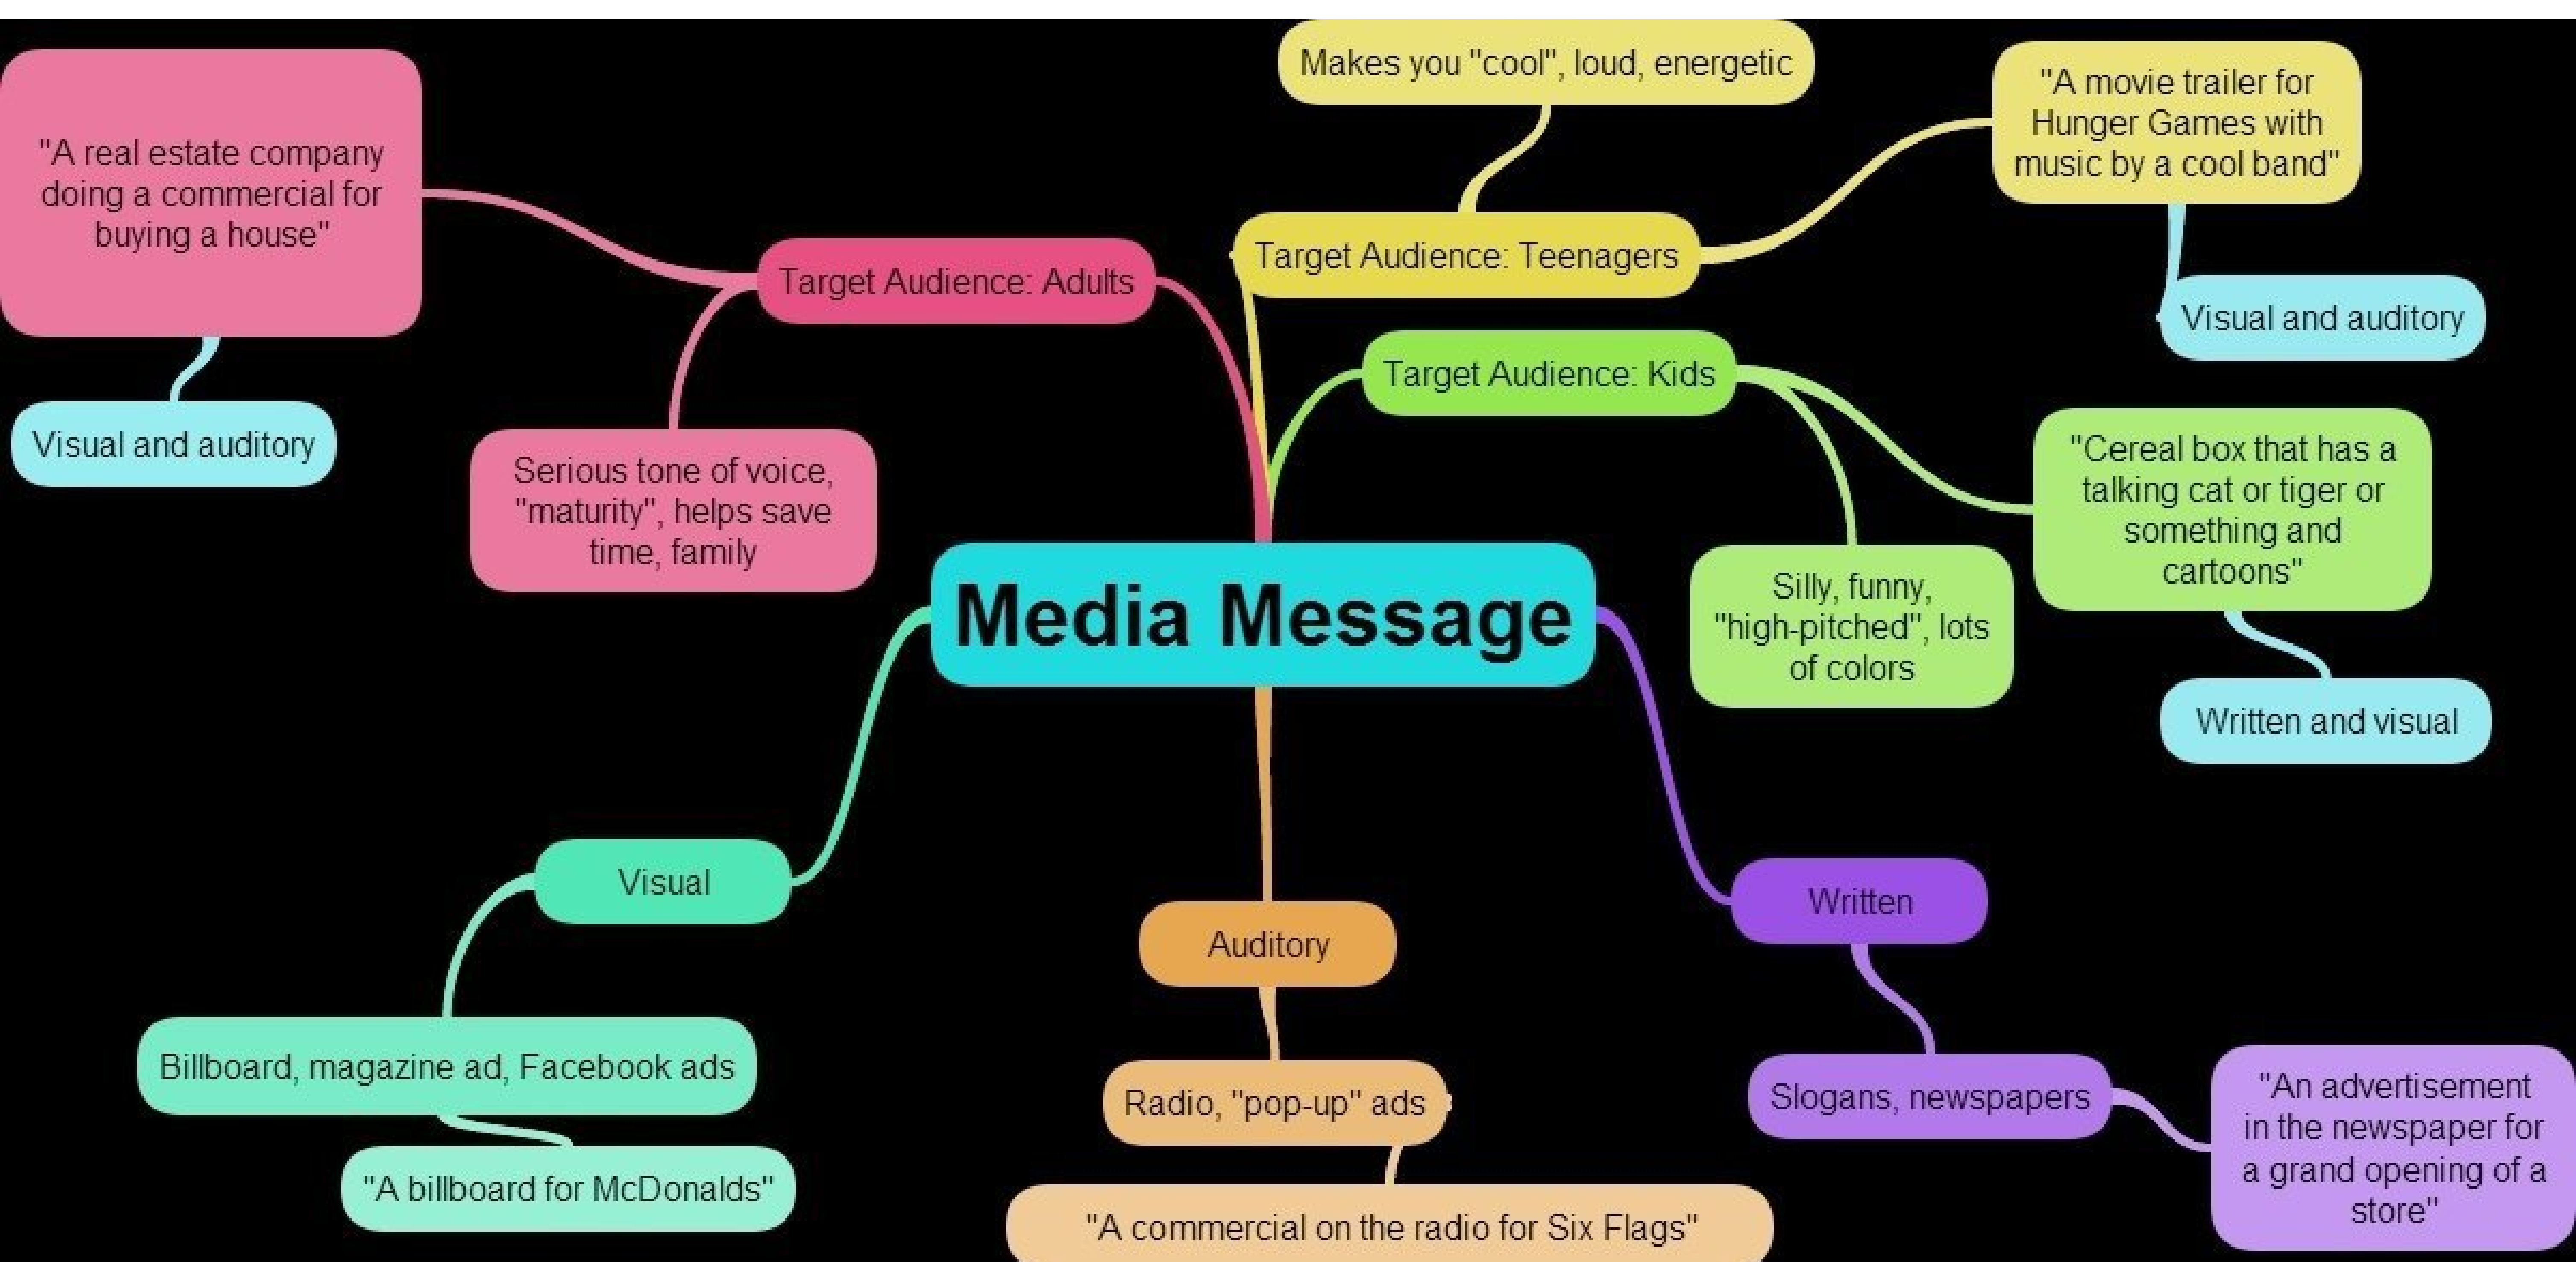 Makes you "cool", loud, energetic
"A movie trailer for
Hunger Games with
music by a cool band"
"A real estate company
doing a commercial for
buying a house"
Target Audience: Adults
Target Audience: Teenagers
Visual and auditory
Target Audience: Kids
Visual and auditory
Serious tone of voice,
"maturity", helps save
time, family
"Cereal box that has a
talking cat or tiger or
something and
cartoons"
Media Message
Silly, funny,
"high-pitched", lots
of colors
Written and visual
Visual
Written
Auditory
Billboard, magazine ad, Facebook ads
Radio, "pop-up" ads
Slogans, newspapers
"An advertisement
in the newspaper for
a grand opening of a
store"
"A billboard for McDonalds"
"A commercial on the radio for Six Flags"